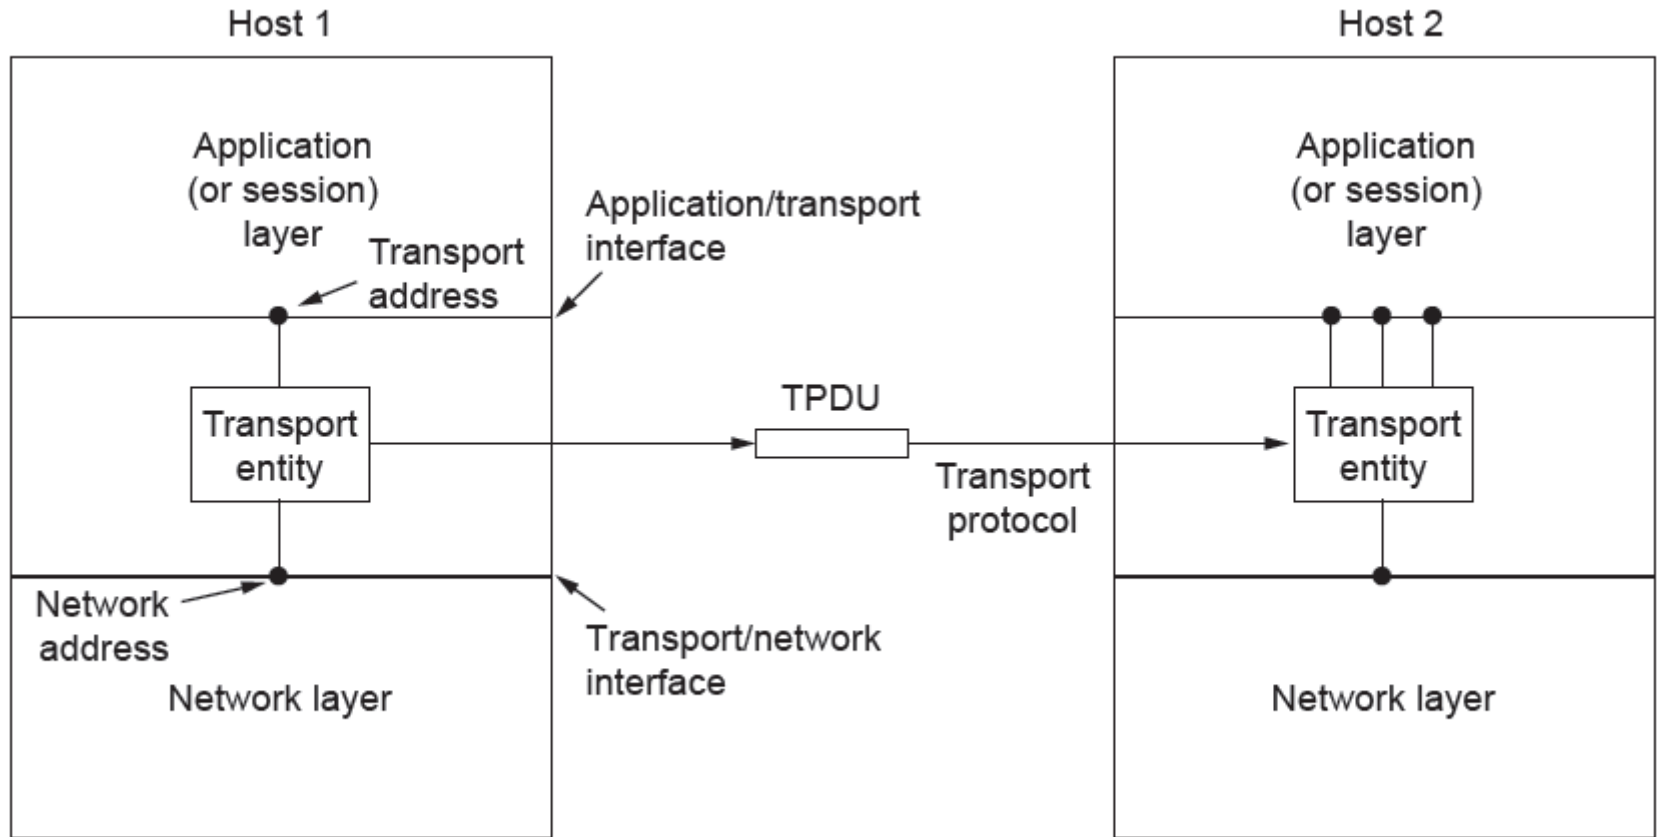 Host 1
Host 2
Application
(or session)
layer
Transport
address
Application/transport
interface
Application
(or session)
layer
Transport
entity
TPDU
Transport
protocol
Transport
entity
Network
address
Transport/network
interface
Network layer
Network layer